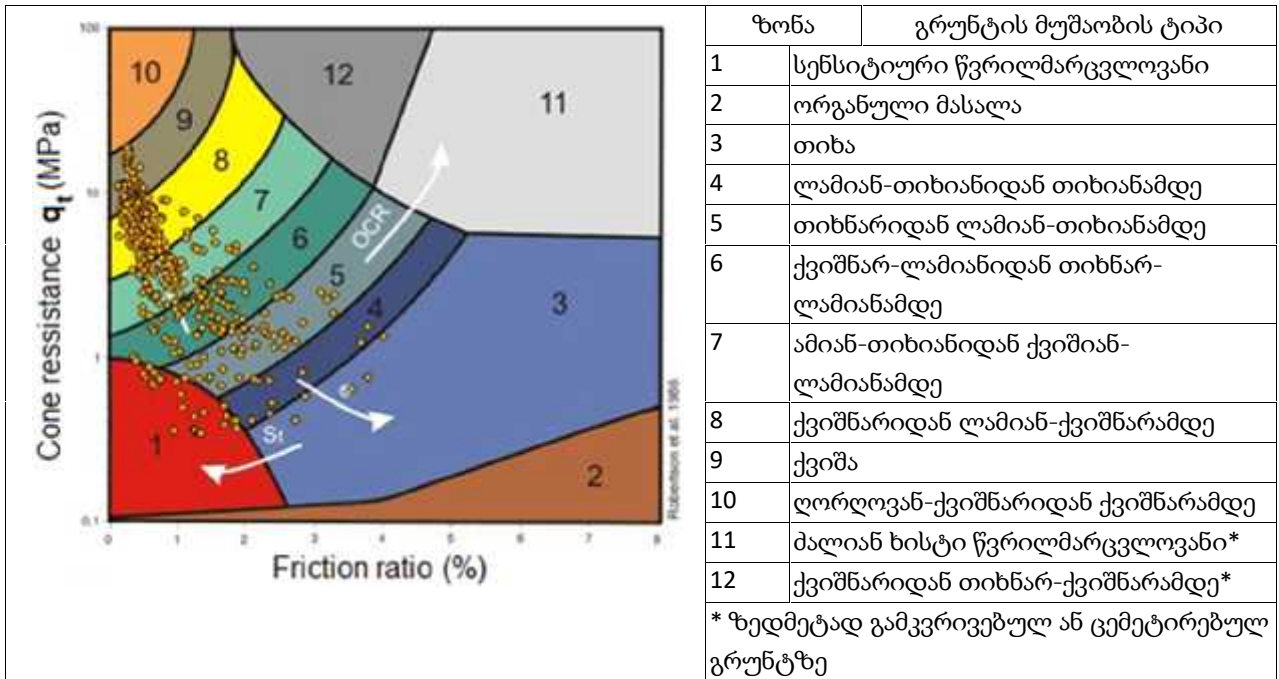 100
10
1
0.1
Cone ressistance qt (MPa)
10
9
8
7
6
5
4
3
2
1
12
11
OCR
e
St
0 1 2 3 4 5 6 7 8
Friction ratio (%)
Robertson et al. 1986
ზონა გრუნტის მუშაობის ტიპი
1 სენსიტიური წვრილმარცვლოვანი
2 ორგანული მასალა
3 თიხა
4 ლამიან-თიხიანიდან თიხიანამდე
5 თიხნარიდან ლამიან-თიხიანამდე
6 ქვიშნარ-ლამიანიდან თიხნარ-
ლამიანამდე
7 ამიან-თიხიანიდან ქვიშიან-
ლამიანამდე
8 ქვიშნარიდან ლამიან-ქვიშნარამდე
9 ქვიშა
10 ღორღოვან-ქვიშნარიდან ქვიშნარამდე
11 ძალიან ხისტი წვრილმარცვლოვანი*
12 ქვიშნარიდან თიხნარ-ქვიშნარამდე*
* ზედმეტად გამკვრივებულ ან ცემეტირებულ
გრუნტზე